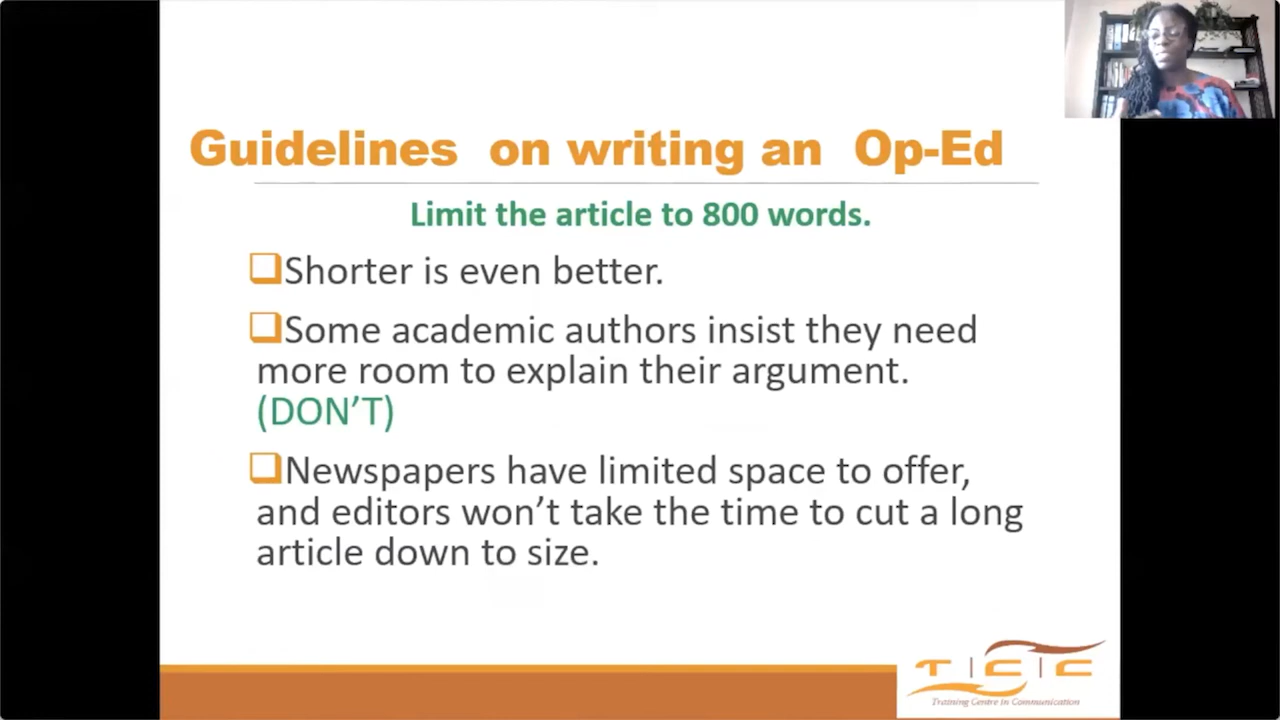 Guidelines on writing an Op-Ed
Limit the article to 800 words.
❑Shorter is even better.
❑Some academic authors insist they need
more room to explain their argument.
(DON’T)
❑Newspapers have limited space to offer,
and editors won’t take the time to cut a long
article down to size.
T | C | C
Training Centre in Communication